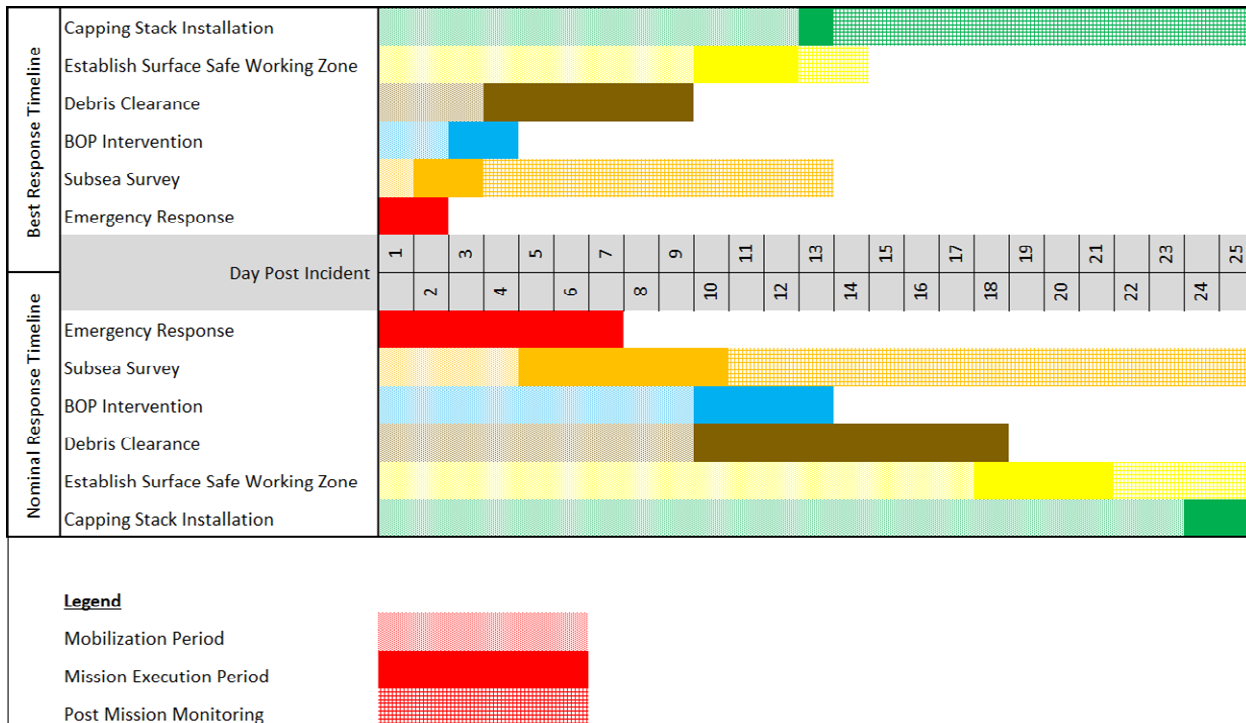 Best Response Timeline
Capping Stack Installation
Establish Surface Safe Working Zone
Debris Clearance
BOP Intervention
Subsea Survey
Emergency Response
Day Post Incident
1 3 5 7 9 11 13 15 17 19 21 23 25
2 4 6 8 10 12 14 16 18 20 22 24
Nominal Response Timeline
Emergency Response
Subsea Survey
BOP Intervention
Debris Clearance
Establish Surface Safe Working Zone
Capping Stack Installation
Legend
Mobilization Period
Mission Execution Period
Post Mission Monitoring